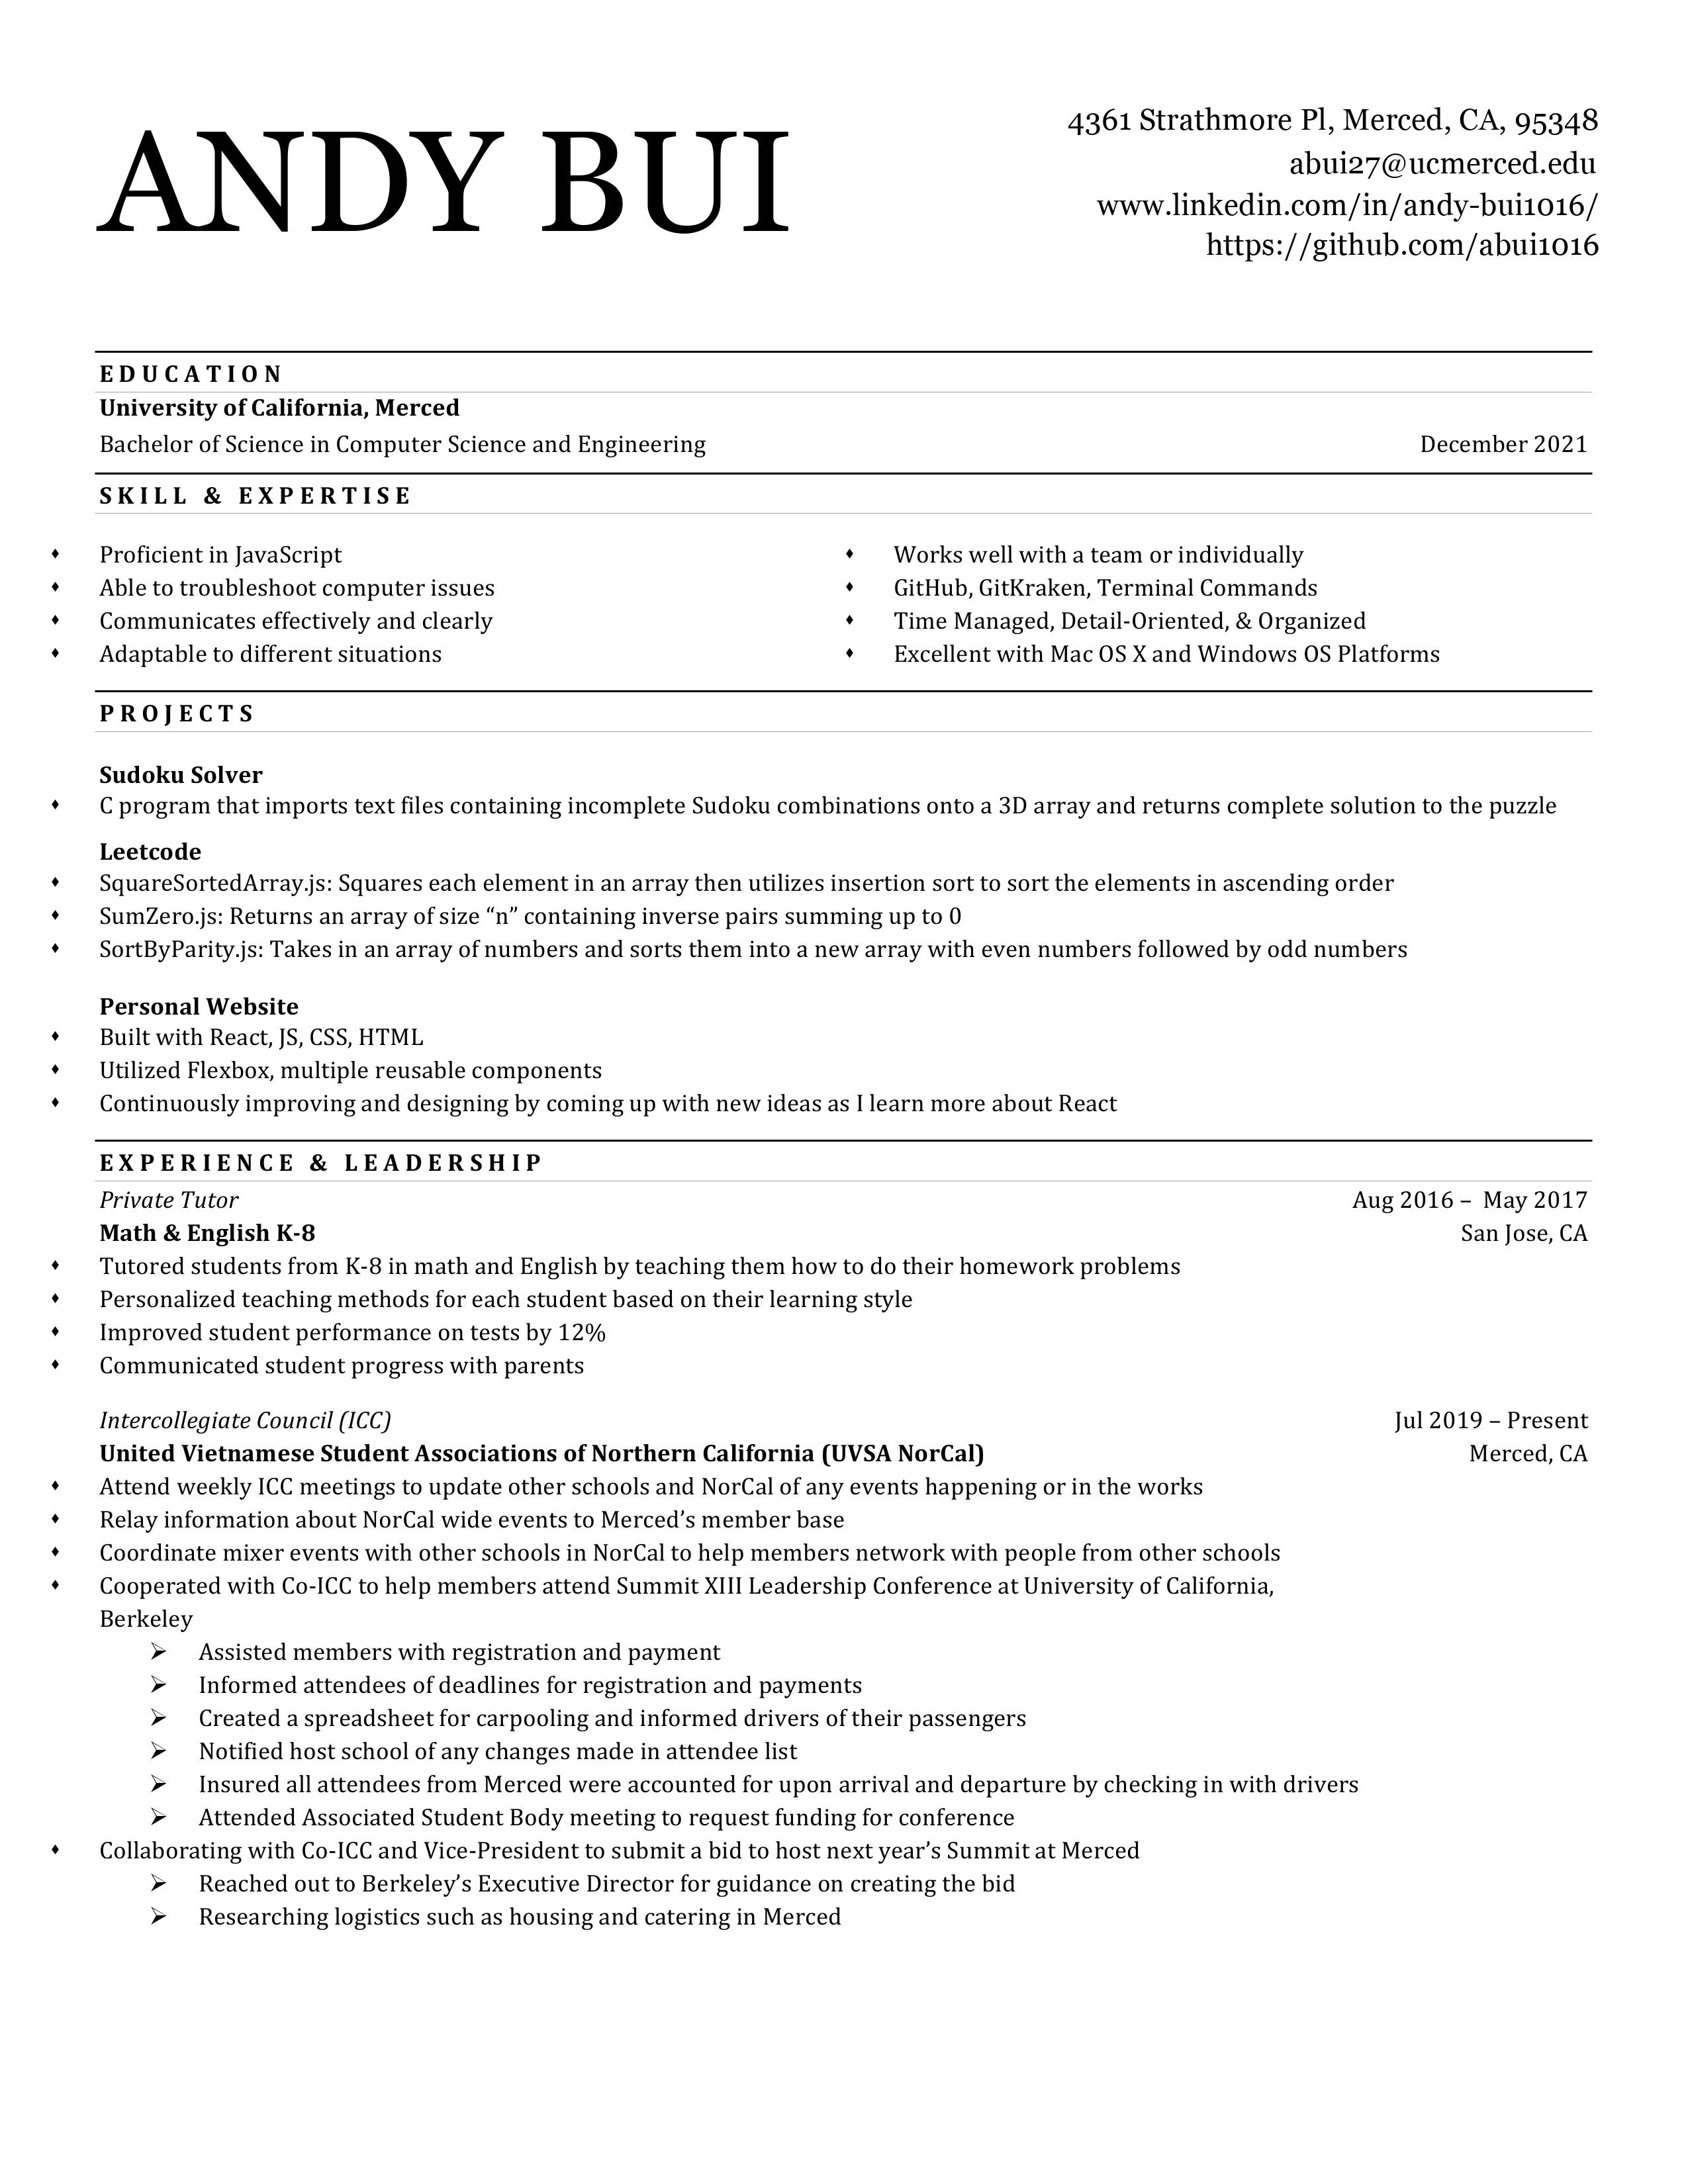 ANDY BUI
4361 Strathmore Pl, Merced, CA, 95348
abui27@ucmerced.edu
www.linkedin.com/in/andy-bui1016/
https://github.com/abui1016
EDUCATION
University of California, Merced
Bachelor of Science in Computer Science and Engineering December 2021
SKILL & EXPERTISE
♦ Proficient in JavaScript
♦ Able to troubleshoot computer issues
♦ Communicates effectively and clearly
♦ Adaptable to different situations
♦ Works well with a team or individually
♦ GitHub, GitKraken, Terminal Commands
♦ Time Managed, Detail-Oriented, & Organized
♦ Excellent with Mac OS X and Windows OS Platforms
PROJECTS
Sudoku Solver
♦ C program that imports text files containing incomplete Sudoku combinations onto a 3D array and returns complete solution to the puzzle
Leetcode
♦ SquareSortedArray.js: Squares each element in an array then utilizes insertion sort to sort the elements in ascending order
♦ SumZero.js: Returns an array of size “n” containing inverse pairs summing up to 0
♦ SortByParity.js: Takes in an array of numbers and sorts them into a new array with even numbers followed by odd numbers
Personal Website
♦ Built with React, JS, CSS, HTML
♦ Utilized Flexbox, multiple reusable components
♦ Continuously improving and designing by coming up with new ideas as I learn more about React
EXPERIENCE & LEADERSHIP
Private Tutor Aug 2016 – May 2017
Math & English K-8 San Jose, CA
♦ Tutored students from K-8 in math and English by teaching them how to do their homework problems
♦ Personalized teaching methods for each student based on their learning style
♦ Improved student performance on tests by 12%
♦ Communicated student progress with parents
Intercollegiate Council (ICC) Jul 2019 – Present
United Vietnamese Student Associations of Northern California (UVSA NorCal) Merced, CA
♦ Attend weekly ICC meetings to update other schools and NorCal of any events happening or in the works
♦ Relay information about NorCal wide events to Merced’s member base
♦ Coordinate mixer events with other schools in NorCal to help members network with people from other schools
♦ Cooperated with Co-ICC to help members attend Summit XIII Leadership Conference at University of California,
Berkeley
➢ Assisted members with registration and payment
➢ Informed attendees of deadlines for registration and payments
➢ Created a spreadsheet for carpooling and informed drivers of their passengers
➢ Notified host school of any changes made in attendee list
➢ Insured all attendees from Merced were accounted for upon arrival and departure by checking in with drivers
➢ Attended Associated Student Body meeting to request funding for conference
♦ Collaborating with Co-ICC and Vice-President to submit a bid to host next year’s Summit at Merced
➢ Reached out to Berkeley’s Executive Director for guidance on creating the bid
➢ Researching logistics such as housing and catering in Merced